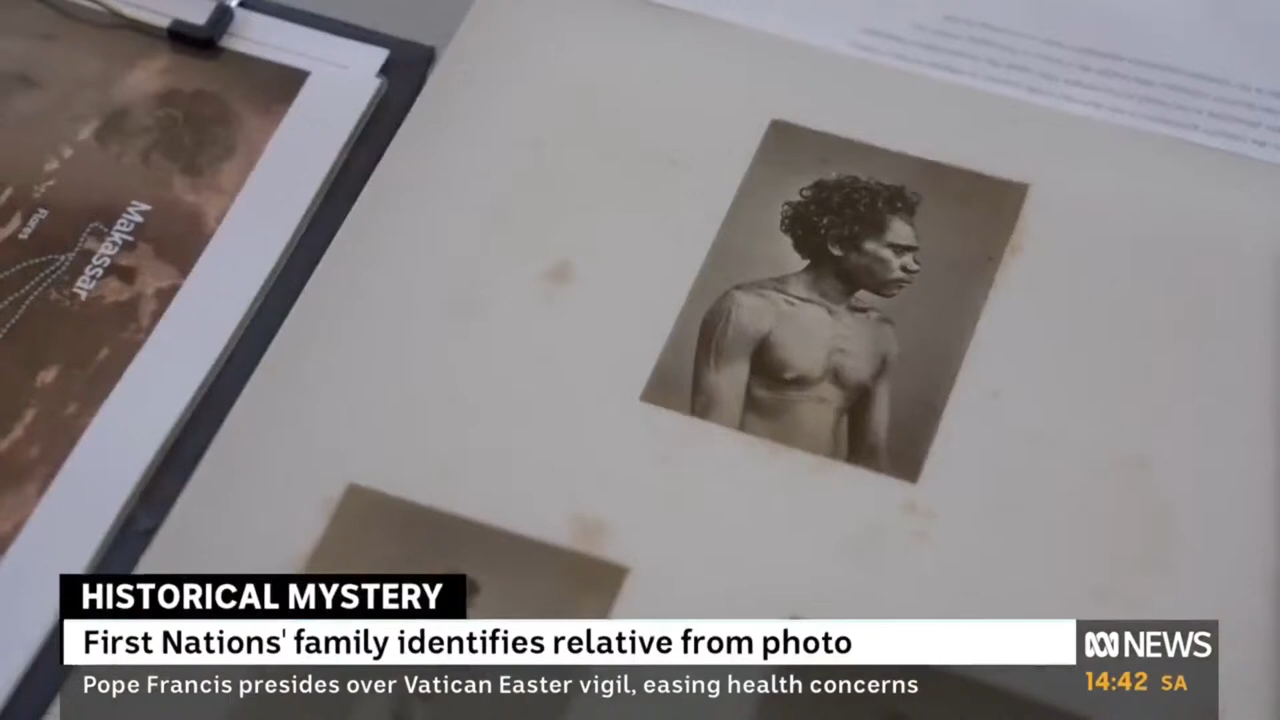 Makassar
Flores
HISTORICAL MYSTERY
First Nations' family identifies relative from photo
NEWS
Pope Francis presides over Vatican Easter vigil, easing health concerns
14:42 SA